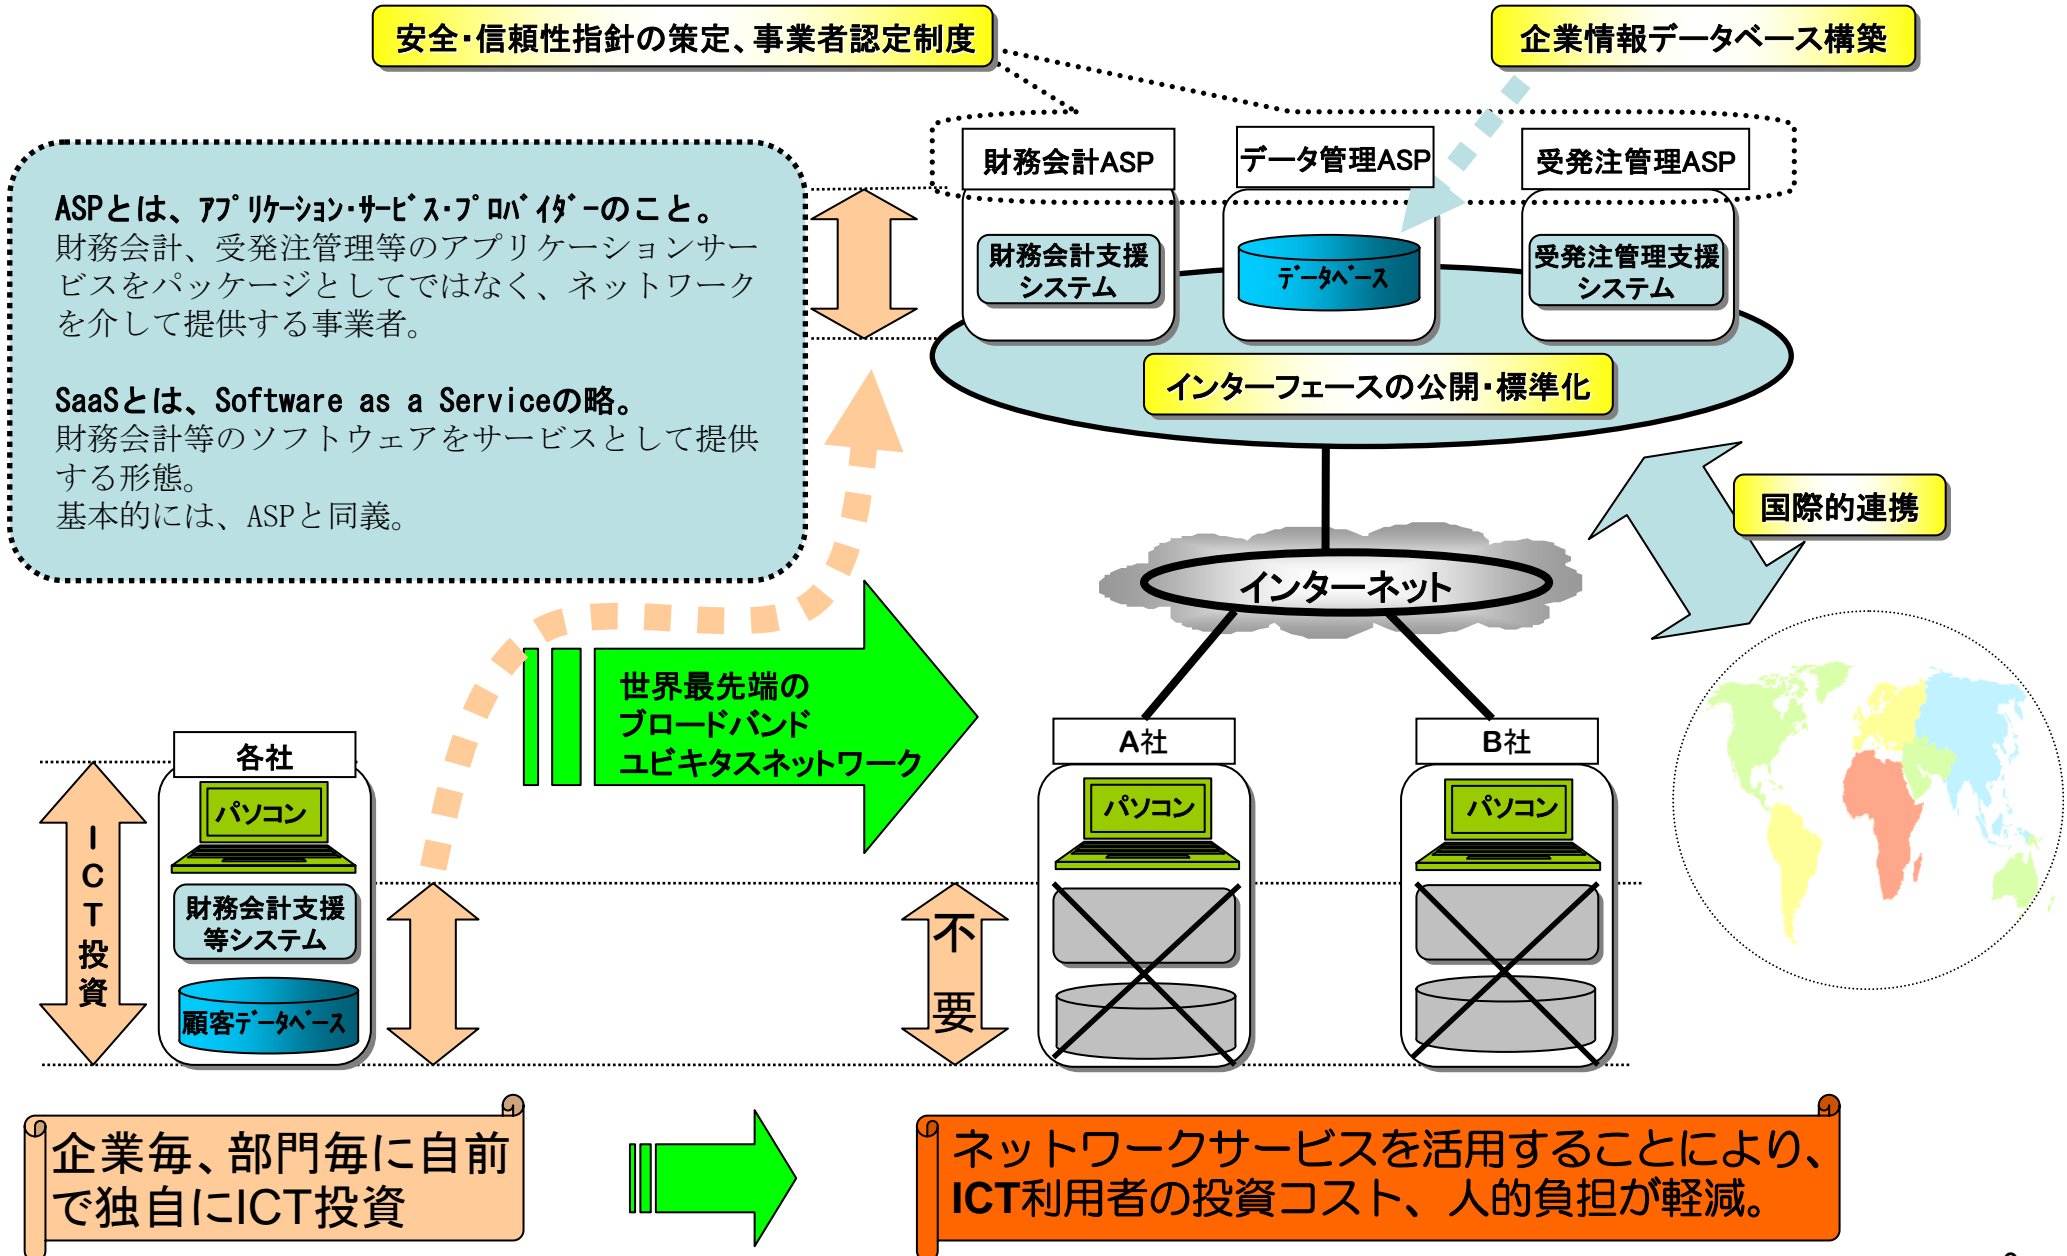 安全・信頼性指針の策定、事業者認定制度
企業情報データベース構築
財務会計ASP
データ管理ASP
受発注管理ASP
財務会計支援
システム
ﾃﾞｰﾀﾍﾞｰｽ
受発注管理支援
システム
インターフェースの公開・標準化
ASPとは、ｱﾌﾟﾘｹｰｼｮﾝ・ｻｰﾋﾞｽ・ﾌﾟﾛﾊﾞｲﾀﾞｰのこと。
財務会計、受発注管理等のアプリケーションサー
ビスをパッケージとしてではなく、ネットワーク
を介して提供する事業者。
SaaSとは、Software as a Serviceの略。
財務会計等のソフトウェアをサービスとして提供
する形態。
基本的には、ASPと同義。
国際的連携
インターネット
世界最先端の
ブロードバンド
ユビキタスネットワーク
各社
パソコン
財務会計支援
等システム
顧客ﾃﾞｰﾀﾍﾞｰｽ
ICT投資
A社
パソコン
B社
パソコン
不要
企業毎、部門毎に自前
で独自にICT投資
ネットワークサービスを活用することにより、
ICT利用者の投資コスト、人的負担が軽減。